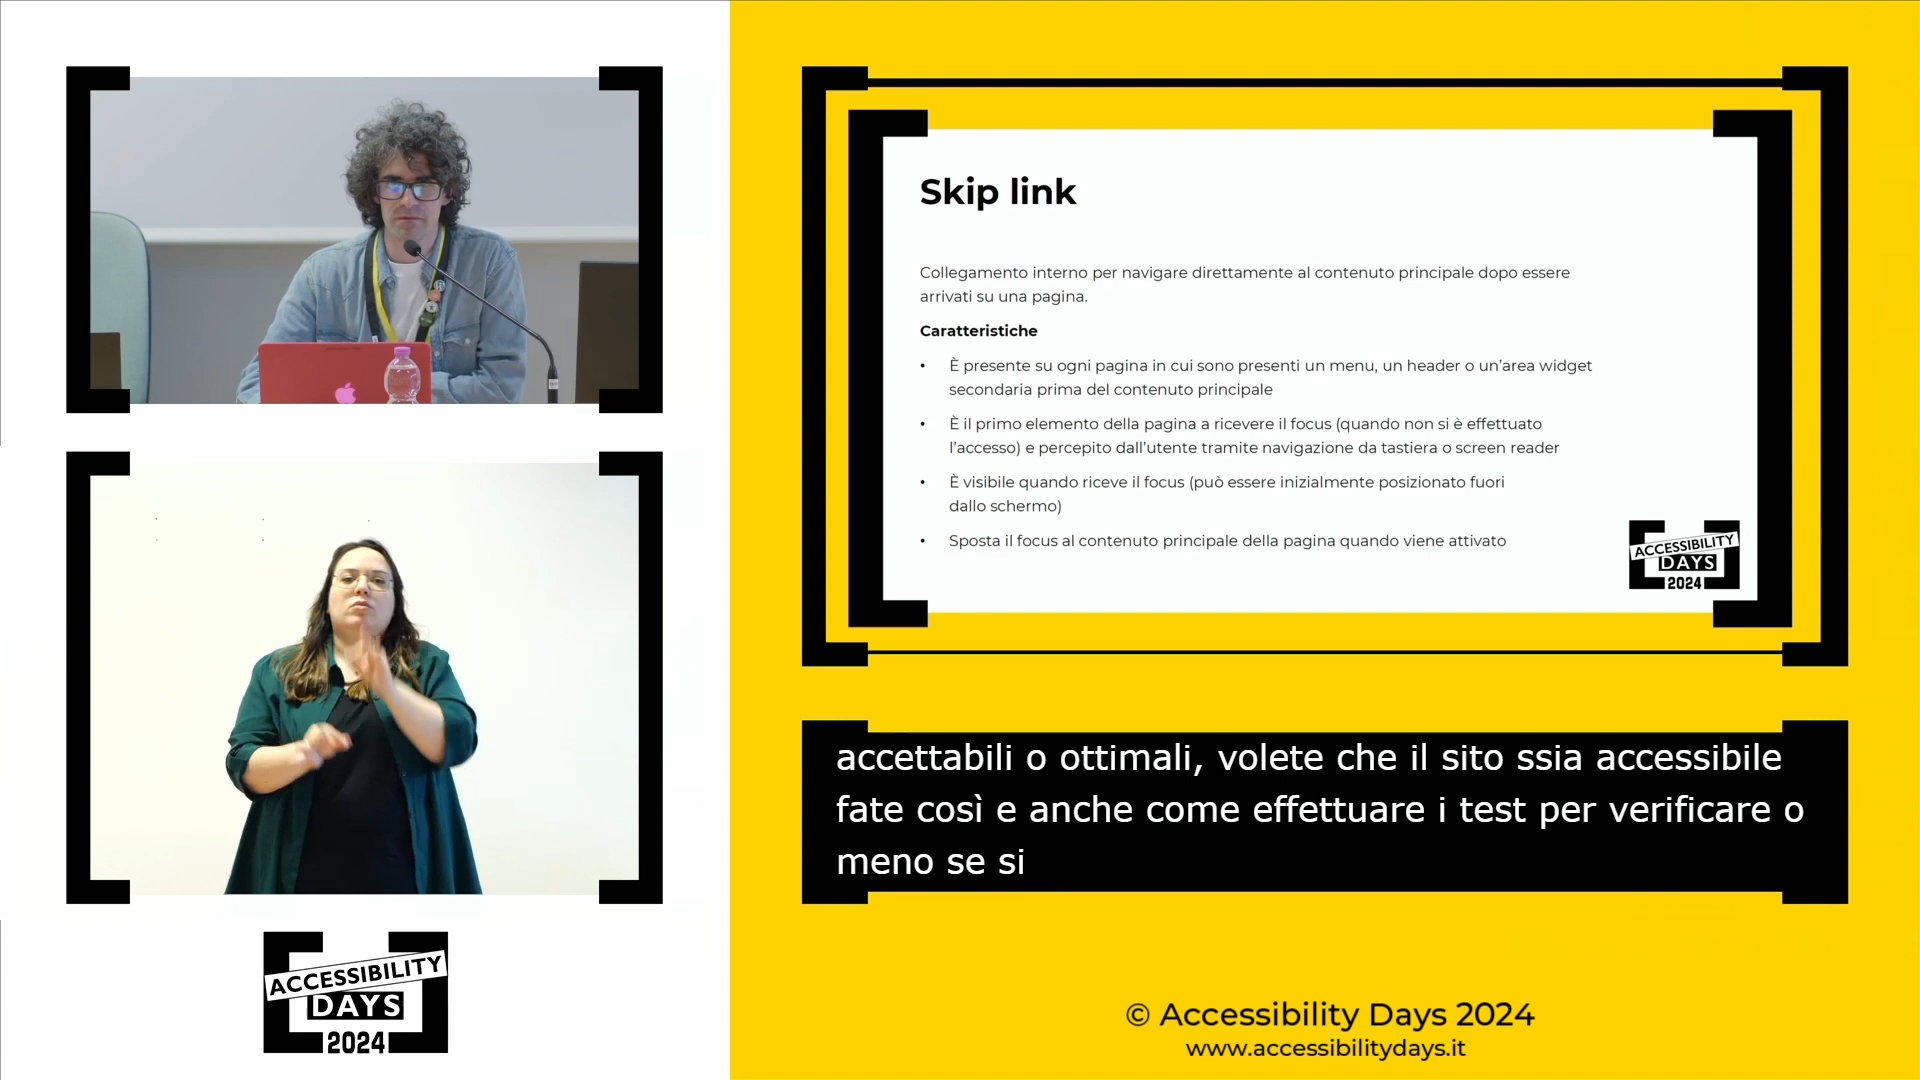 Skip link
Collegamento interno per navigare direttamente al contenuto principale dopo essere
arrivati su una pagina.
Caratteristiche
• È presente su ogni pagina in cui sono presenti un menu, un header o un'area widget
secondaria prima del contenuto principale
• È il primo elemento della pagina a ricevere il focus (quando non si è effettuato
l'accesso) e percepito dall'utente tramite navigazione da tastiera o screen reader
• È visibile quando riceve il focus (può essere inizialmente posizionato fuori
dallo schermo)
• Sposta il focus al contenuto principale della pagina quando viene attivato
ACCESSIBILITY
DAYS
2024
accettabili o ottimali, volete che il sito ssia accessibile
fate così e anche come effettuare i test per verificare o
meno se si
ACCESSIBILITY
DAYS
2024
© Accessibility Days 2024
www.accessibilitydays.it